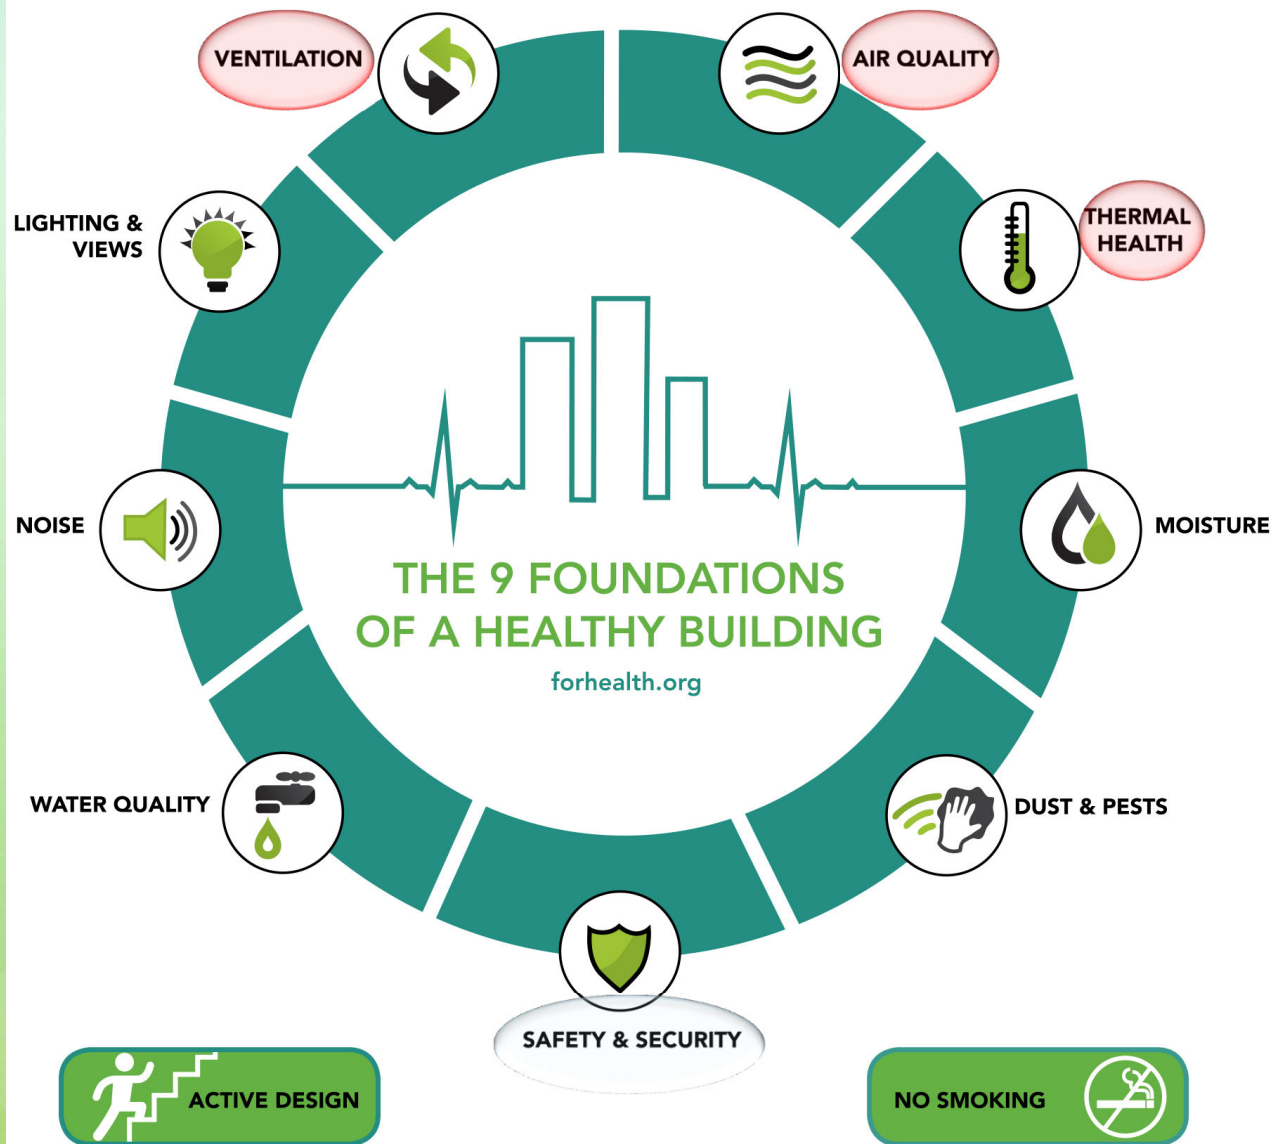 VENTILATION
AIR QUALITY
LIGHTING &
VIEWS
THERMAL
HEALTH
NOISE
MOISTURE
THE 9 FOUNDATIONS
OF A HEALTHY BUILDING
forhealth.org
WATER QUALITY
DUST & PESTS
SAFETY & SECURITY
ACTIVE DESIGN
NO SMOKING